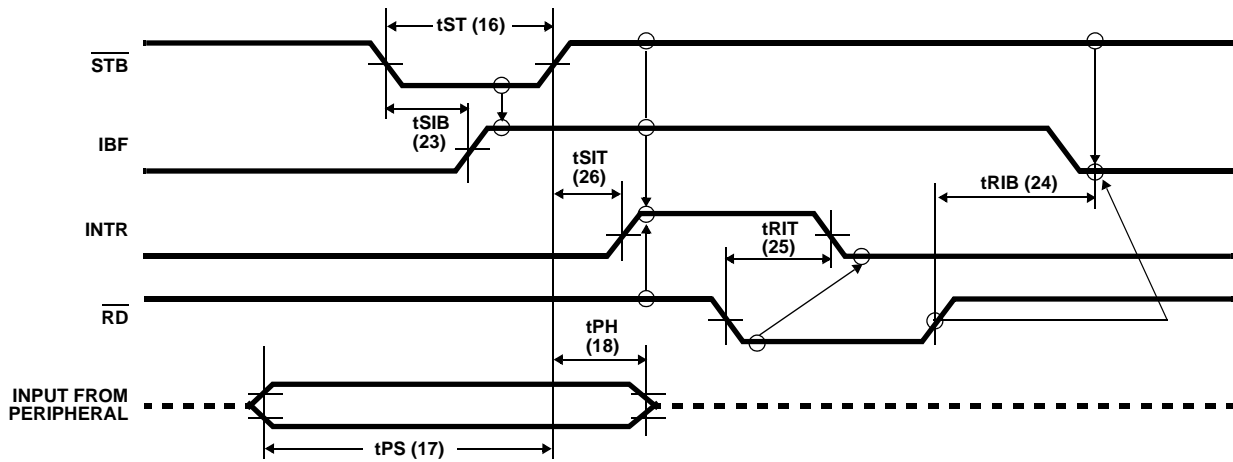 tST (16)
STB
tSIB
(23)
IBF
tSIT
(26)
tRIB (24)
INTR
tRIT
(25)
RD
tPH
(18)
INPUT FROM
PERIPHERAL
tPS (17)